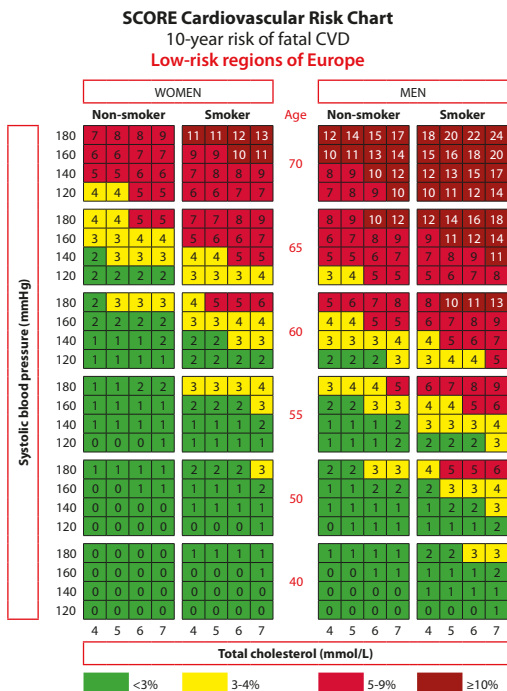 SCORE Cardiovascular Risk Chart
10-year risk of fatal CVD
Low-risk regions of Europe
WOMEN MEN
Non-smoker Smoker Age Non-smoker Smoker
Systolic blood pressure (mmHg)
180 7 8 8 9 11 11 12 13 12 14 15 17 18 20 22 24
160 6 6 7 7 9 9 10 11 10 11 13 14 15 16 18 20
70
140 5 5 6 6 7 8 8 9 8 9 10 12 12 13 15 17
120 4 4 5 5 6 6 7 7 7 7 9 10 10 11 12 14
180 4 4 5 5 7 7 8 9 8 9 10 12 12 14 16 18
160 3 3 4 4 5 6 6 7 6 7 8 9 9 11 12 14
65
140 2 3 3 3 4 4 5 5 5 5 6 7 7 8 9 11
120 2 2 2 2 3 3 3 4 3 4 5 5 5 6 7 8
180 2 3 3 3 4 5 5 6 5 6 7 8 8 10 11 13
160 2 2 2 2 3 3 4 4 4 4 5 5 6 7 8 9
60
140 1 1 1 2 2 2 3 3 3 3 3 4 4 5 6 7
120 1 1 1 1 2 2 2 2 2 2 2 3 3 4 4 5
180 1 1 2 2 3 3 3 4 3 4 4 5 6 7 8 9
160 1 1 1 1 2 2 2 3 2 2 3 3 4 4 5 6
55
140 1 1 1 1 1 1 1 2 1 1 1 2 3 3 3 4
120 0 0 0 1 1 1 1 1 1 1 1 2 2 2 2 3
180 1 1 1 1 2 2 2 3 2 2 3 3 4 5 5 6
160 0 0 1 1 1 1 1 2 1 1 2 2 2 3 3 4
50
140 0 0 0 0 1 1 1 1 1 1 1 1 1 2 2 3
120 0 0 0 0 0 0 0 1 0 0 1 1 1 1 1 2
180 0 0 0 0 1 1 1 1 1 1 1 1 2 2 3 3
160 0 0 0 0 0 0 0 1 0 0 1 1 1 1 1 2
40
140 0 0 0 0 0 0 0 0 0 0 0 0 1 1 1 1
120 0 0 0 0 0 0 0 0 0 0 0 0 0 0 0 1
4 5 6 7 4 5 6 7 4 5 6 7 4 5 6 7
Total cholesterol (mmol/L)
<3% 3-4% 5-9% ≥10%